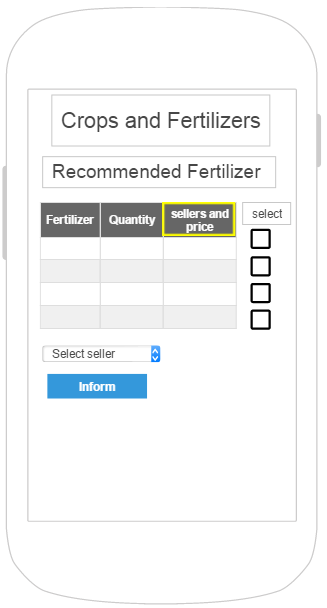 Crops and Fertilizers
Recommended Fertilizer
Fertilizer Quantity sellers and price select
Select seller
Inform